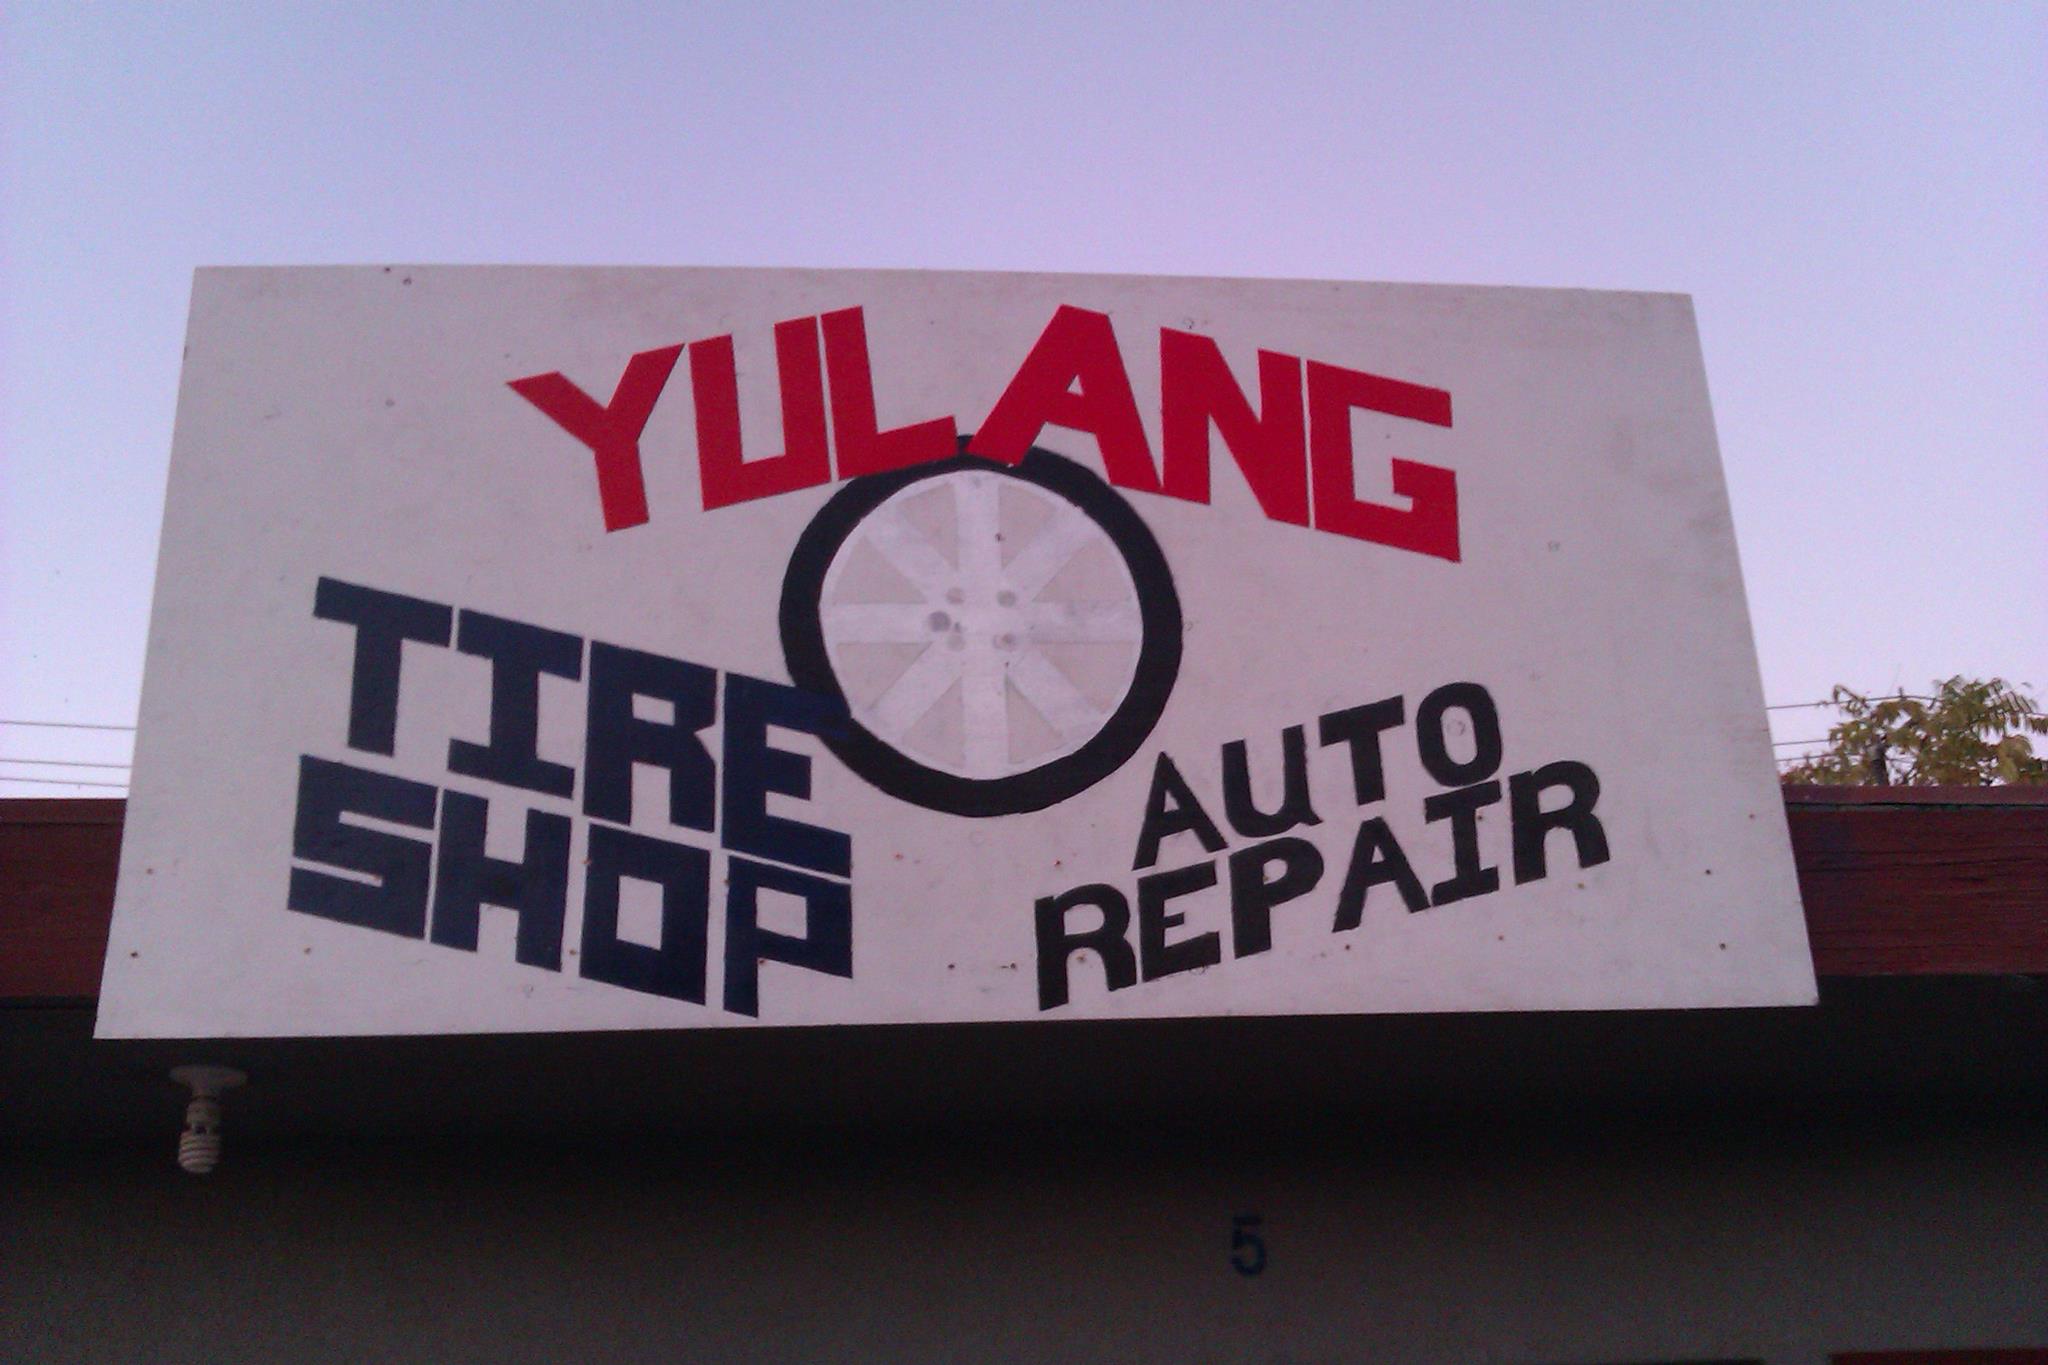 YULANG
TIRE
SHOP
AUTO
REPAIR
5